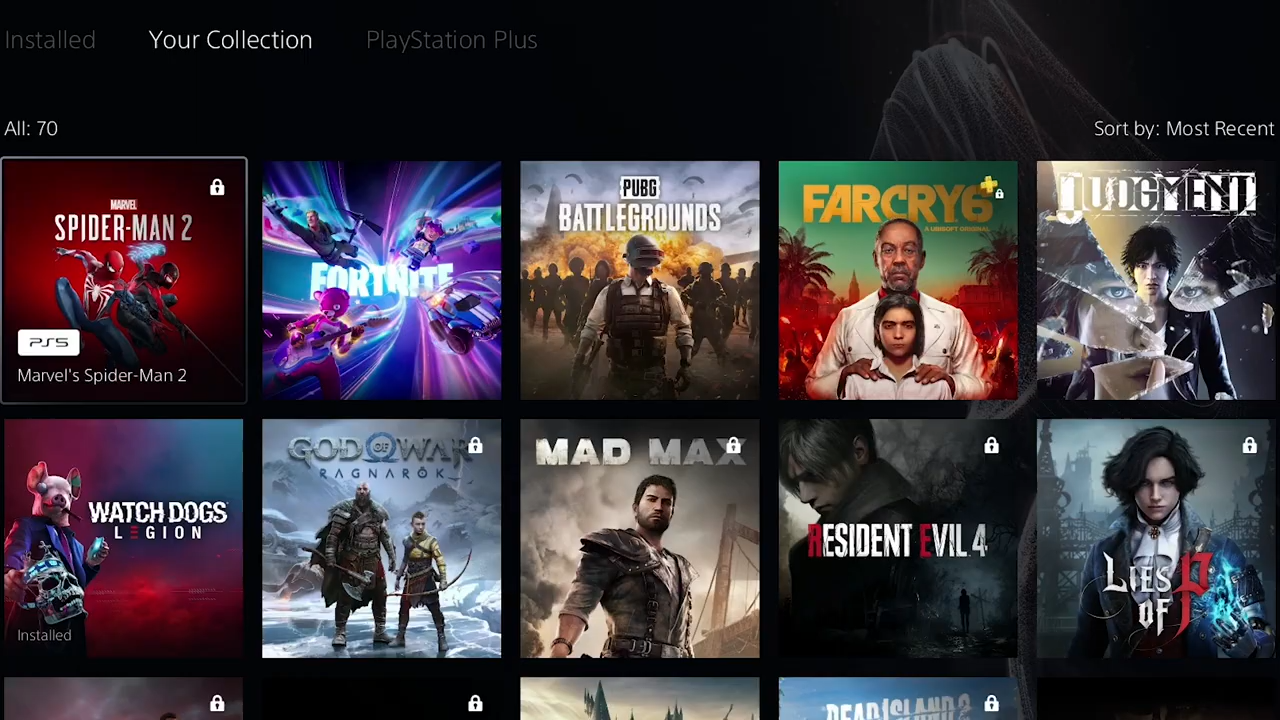 Installed Your Collection PlayStation Plus
All: 70 Sort by: Most Recent
MARVEL
SPIDER-MAN 2
PS5
Marvel's Spider-Man 2
FORTNITE
PUBG
BATTLEGROUNDS
FARCRY6
A UBISOFT ORIGINAL
JUDGMENT
WATCH DOGS
LEGION
Installed
GOD OF WAR
RAGNARÖK
MAD MAX
RESIDENT EVIL 4
LIES
OF P
DEAD ISLAND 2